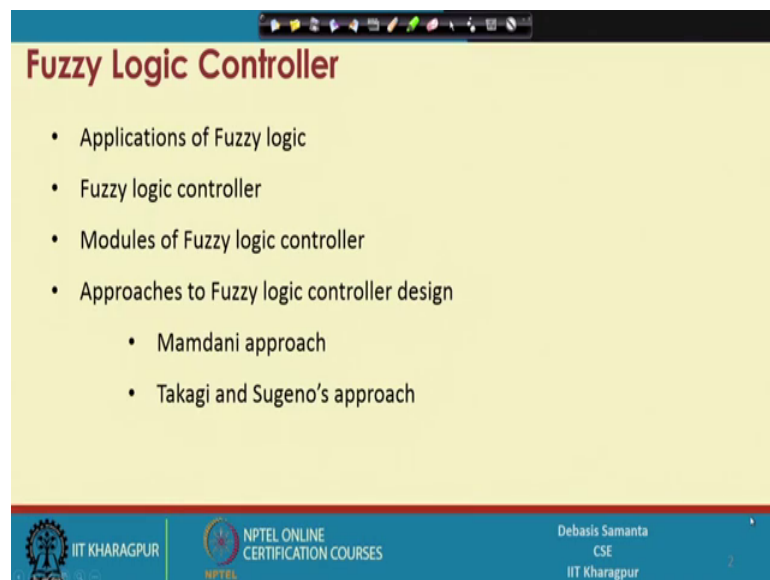 Fuzzy Logic Controller
• Applications of Fuzzy logic
• Fuzzy logic controller
• Modules of Fuzzy logic controller
• Approaches to Fuzzy logic controller design
• Mamdani approach
• Takagi and Sugeno's approach
IIT KHARAGPUR
NPTEL ONLINE
CERTIFICATION COURSES
NPTEL
Debasis Samanta
CSE
IIT Kharagpur
2